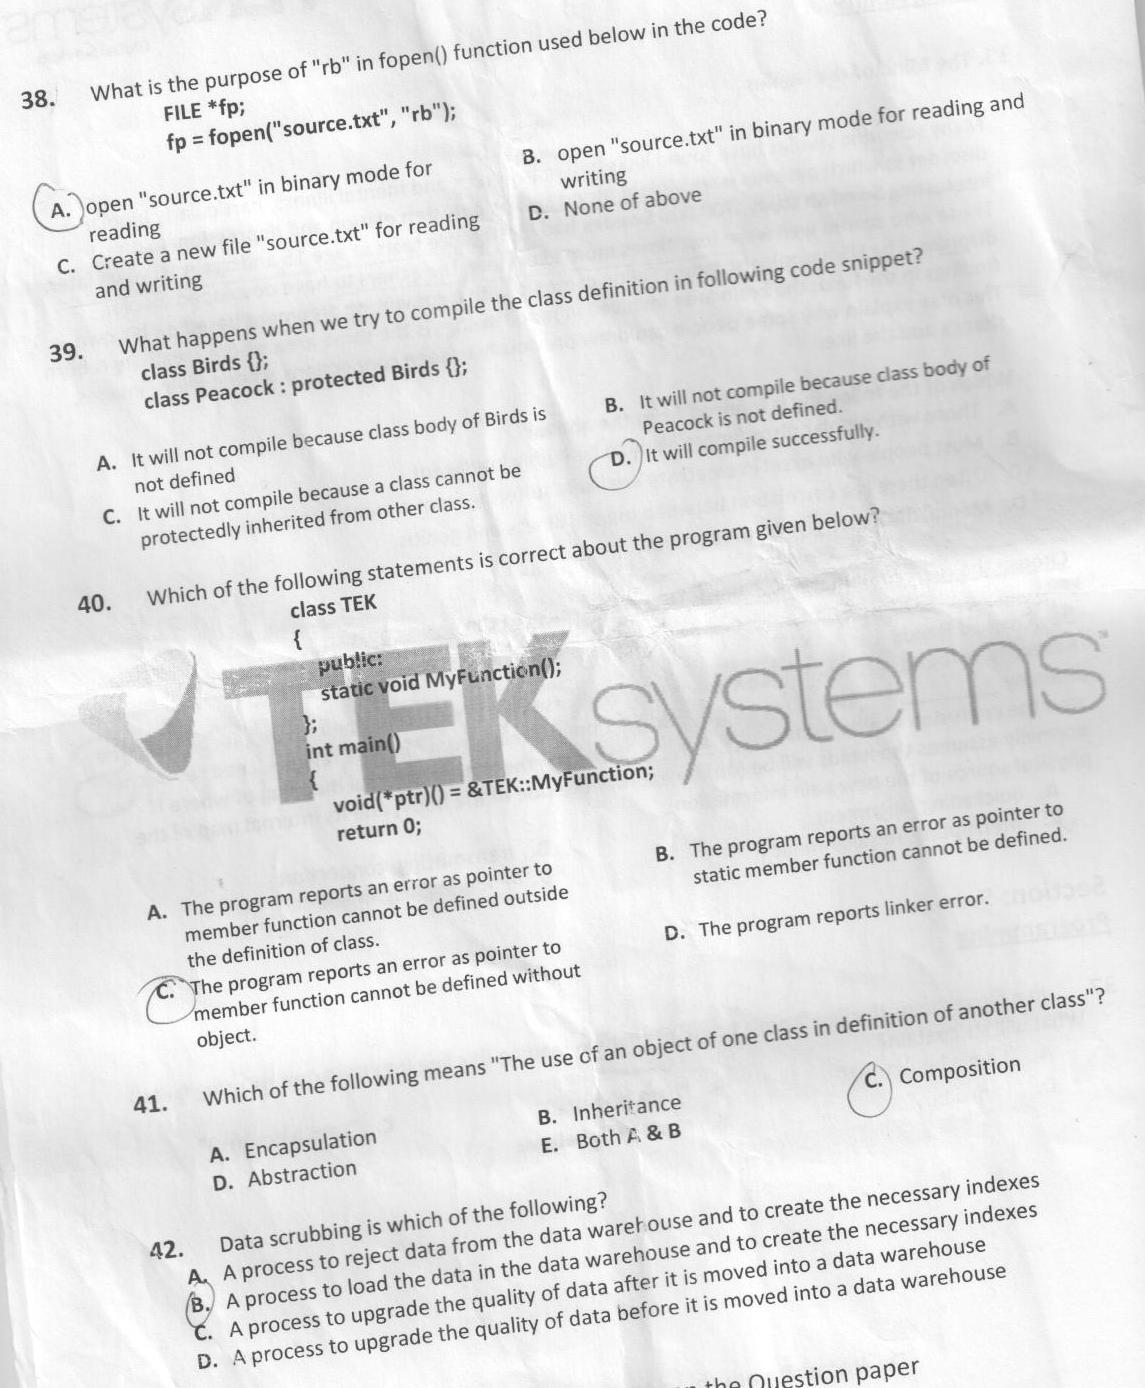 38. What is the purpose of "rb" in fopen() function used below in the code?
FILE *fp;
fp = fopen("source.txt", "rb");
A. open "source.txt" in binary mode for
reading
B. open "source.txt" in binary mode for reading and
writing
C. Create a new file "source.txt" for reading
and writing
D. None of above
39. What happens when we try to compile the class definition in following code snippet?
class Birds {};
class Peacock : protected Birds {};
A. It will not compile because class body of Birds is
not defined
B. It will not compile because class body of
Peacock is not defined.
C. It will not compile because a class cannot be
protectedly inherited from other class.
D. It will compile successfully.
40. Which of the following statements is correct about the program given below?
class TEK
{
public:
static void MyFunction();
};
int main()
{
void(*ptr)() = &TEK::MyFunction;
return 0;
TEKsystems
A. The program reports an error as pointer to
member function cannot be defined outside
the definition of class.
B. The program reports an error as pointer to
static member function cannot be defined.
C. The program reports an error as pointer to
member function cannot be defined without
object.
D. The program reports linker error.
41. Which of the following means "The use of an object of one class in definition of another class"?
A. Encapsulation
B. Inheritance
C. Composition
D. Abstraction
E. Both A & B
42. Data scrubbing is which of the following?
A. A process to reject data from the data warehouse and to create the necessary indexes
B. A process to load the data in the data warehouse and to create the necessary indexes
C. A process to upgrade the quality of data after it is moved into a data warehouse
D. A process to upgrade the quality of data before it is moved into a data warehouse
the Question paper